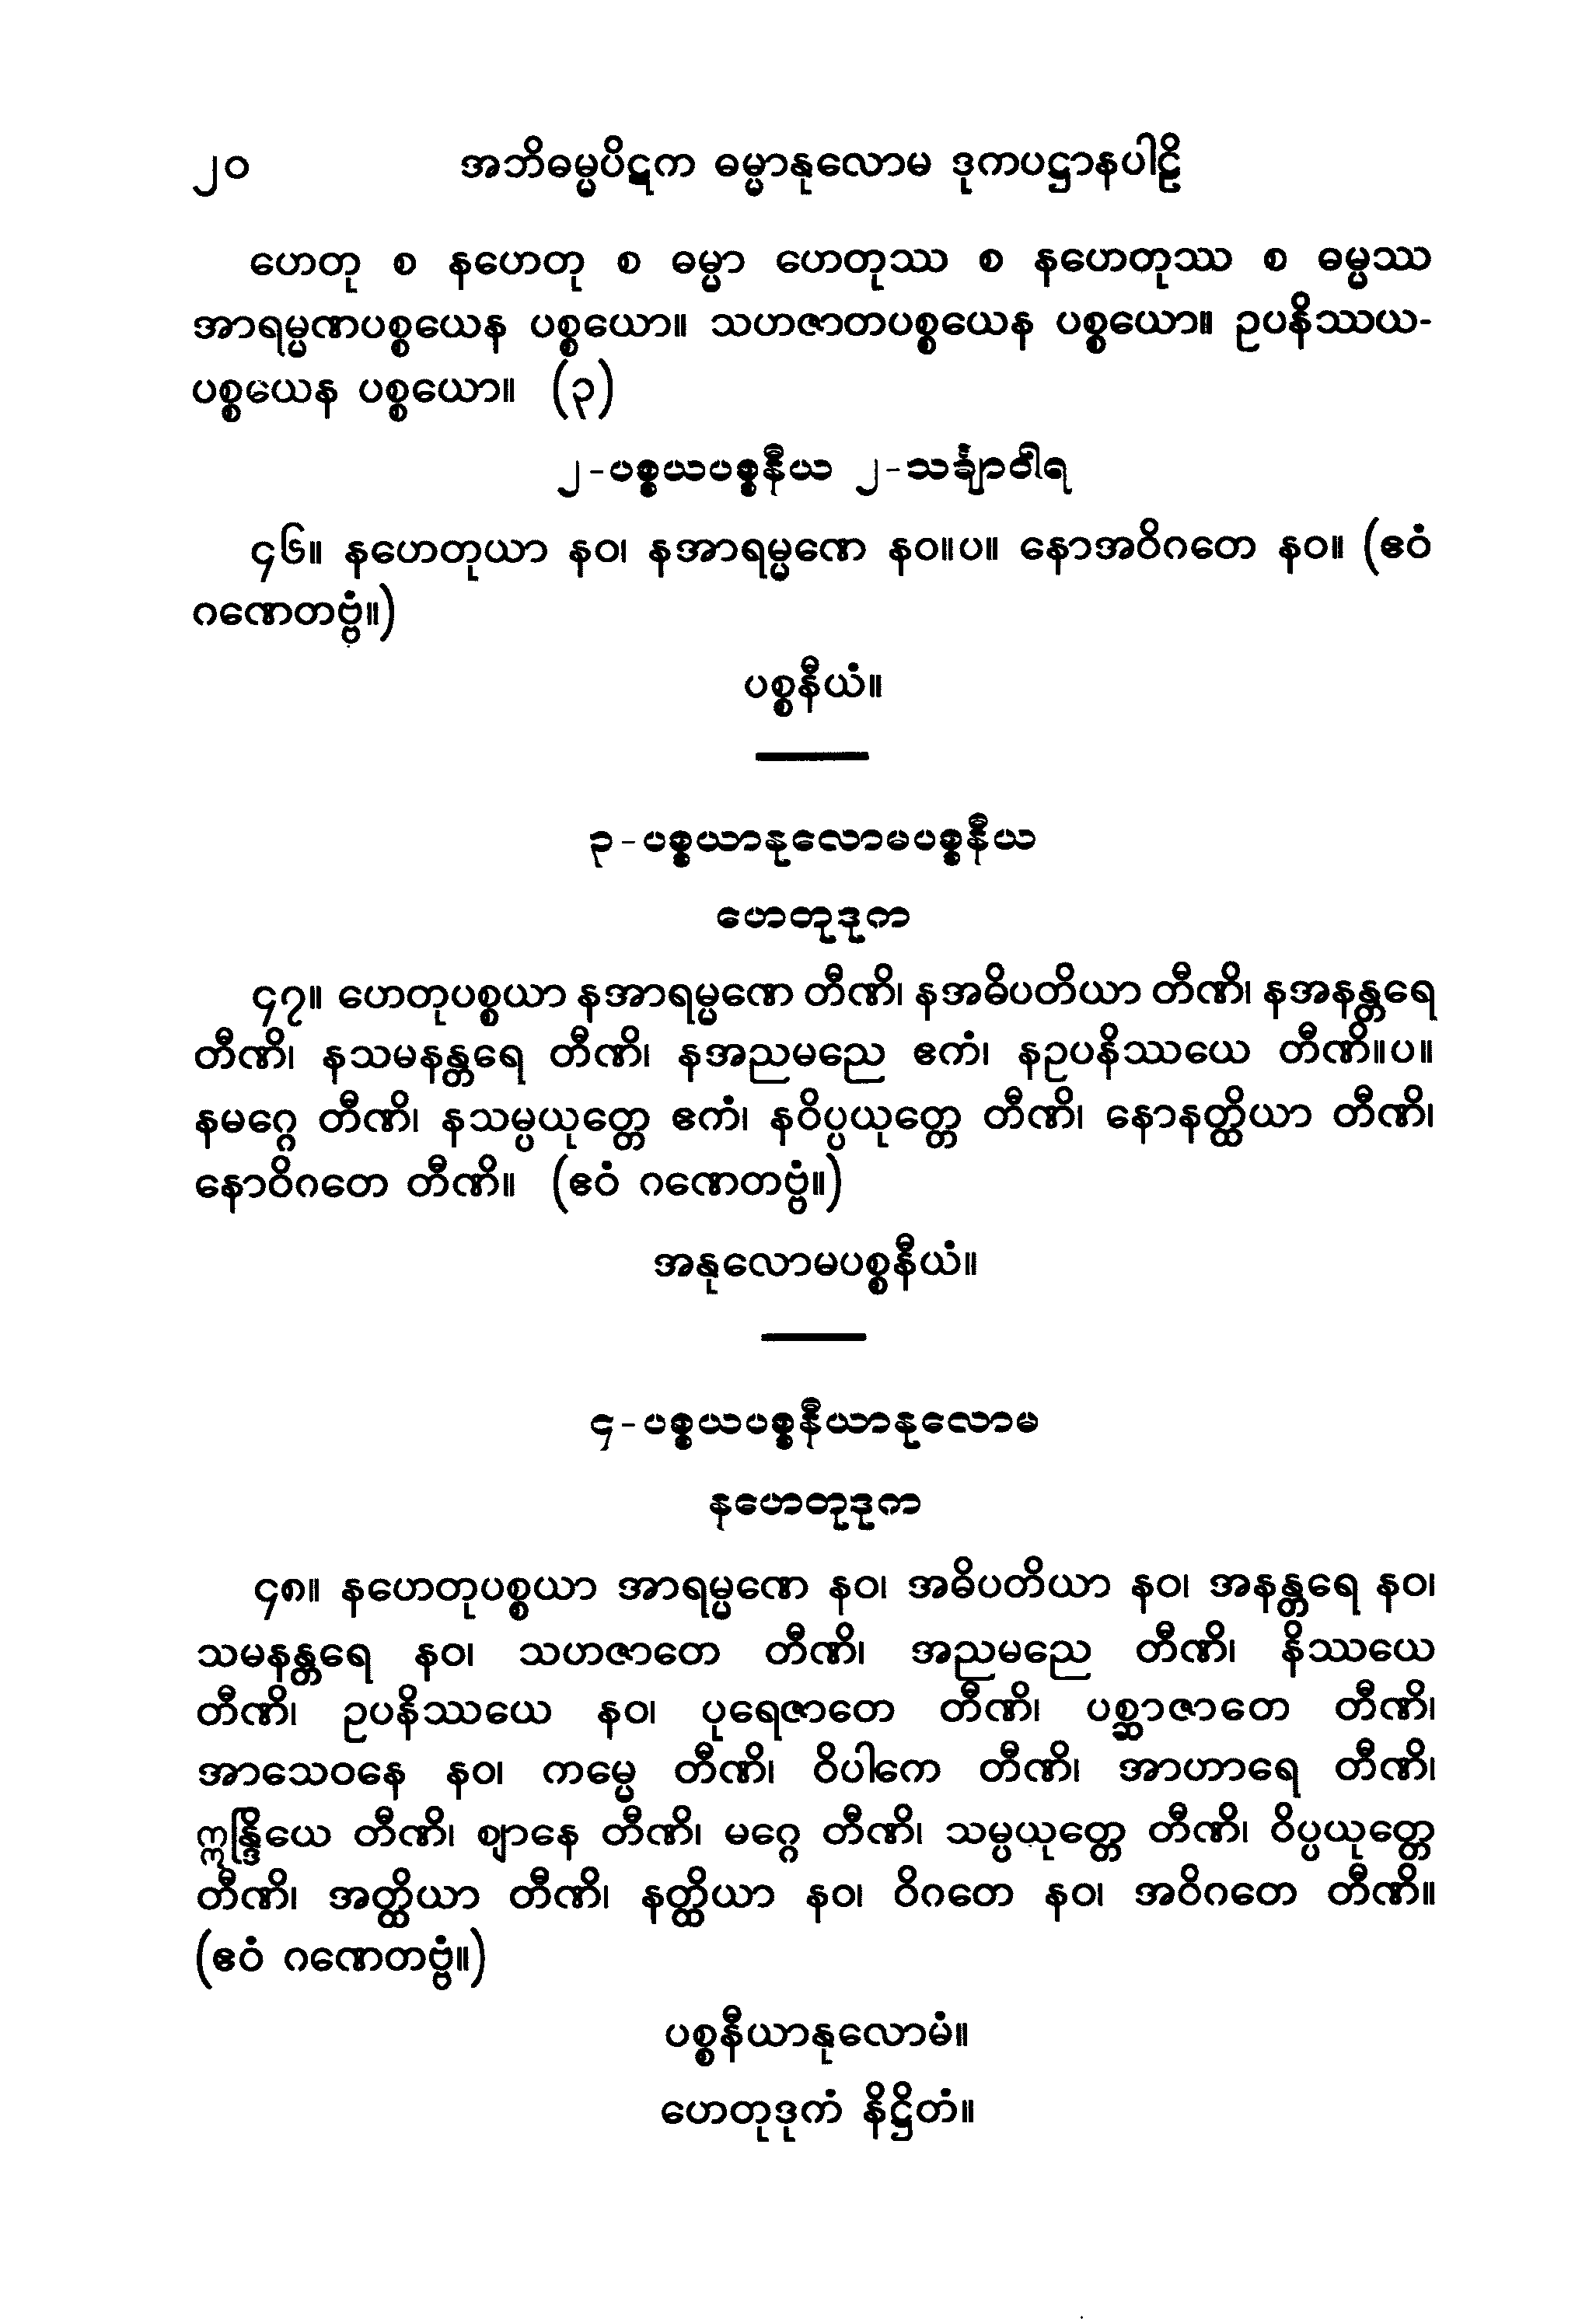 ၂၀ အဘိဓမ္မပိဋက ဓမ္မာနုလောမ ဒုကပဋ္ဌာနပါဠိ
ဟေတု စ နဟေတု စ ဓမ္မာ ဟေတုဿ စ နဟေတုဿ စ ဓမ္မဿ
အာရမ္မဏပစ္စယေန ပစ္စယော။ သဟဇာတပစ္စယေန ပစ္စယော။ ဥပနိဿယ-
ပစ္စယေန ပစ္စယော။ (၃)
၂-ပစ္စယပစ္စနီယ ၂-သင်္ချာဝါရ
၄၆။ နဟေတုယာ နဝ၊ နအာရမ္မဏေ နဝ။ပ။ နောအဝိဂတေ နဝ။ (ဧဝံ
ဂဏေတဗ္ဗံ။)
ပစ္စနီယံ။
၃-ပစ္စယာနုလောမပစ္စနီယ
ဟေတုဒုက
၄၇။ ဟေတုပစ္စယာ နအာရမ္မဏေ တီဏိ၊ နအဓိပတိယာ တီဏိ၊ နအနန္တရေ
တီဏိ၊ နသမနန္တရေ တီဏိ၊ နအညမညေ ဧကံ၊ နဥပနိဿယေ တီဏိ။ပ။
နမဂ္ဂေ တီဏိ၊ နသမ္ပယုတ္တေ ဧကံ၊ နဝိပ္ပယုတ္တေ တီဏိ၊ နောနတ္ထိယာ တီဏိ၊
နောဝိဂတေ တီဏိ။ (ဧဝံ ဂဏေတဗ္ဗံ။)
အနုလောမပစ္စနီယံ။
၄-ပစ္စယပစ္စနီယာနုလောမ
နဟေတုဒုက
၄၈။ နဟေတုပစ္စယာ အာရမ္မဏေ နဝ၊ အဓိပတိယာ နဝ၊ အနန္တရေ နဝ၊
သမနန္တရေ နဝ၊ သဟဇာတေ တီဏိ၊ အညမညေ တီဏိ၊ နိဿယေ
တီဏိ၊ ဥပနိဿယေ နဝ၊ ပုရေဇာတေ တီဏိ၊ ပစ္ဆာဇာတေ တီဏိ၊
အာသေဝနေ နဝ၊ ကမ္မေ တီဏိ၊ ဝိပါကေ တီဏိ၊ အာဟာရေ တီဏိ၊
ဣန္ဒြိယေ တီဏိ၊ ဈာနေ တီဏိ၊ မဂ္ဂေ တီဏိ၊ သမ္ပယုတ္တေ တီဏိ၊ ဝိပ္ပယုတ္တေ
တီဏိ၊ အတ္ထိယာ တီဏိ၊ နတ္ထိယာ နဝ၊ ဝိဂတေ နဝ၊ အဝိဂတေ တီဏိ။
(ဧဝံ ဂဏေတဗ္ဗံ။)
ပစ္စနီယာနုလောမံ။
ဟေတုဒုကံ နိဋ္ဌိတံ။